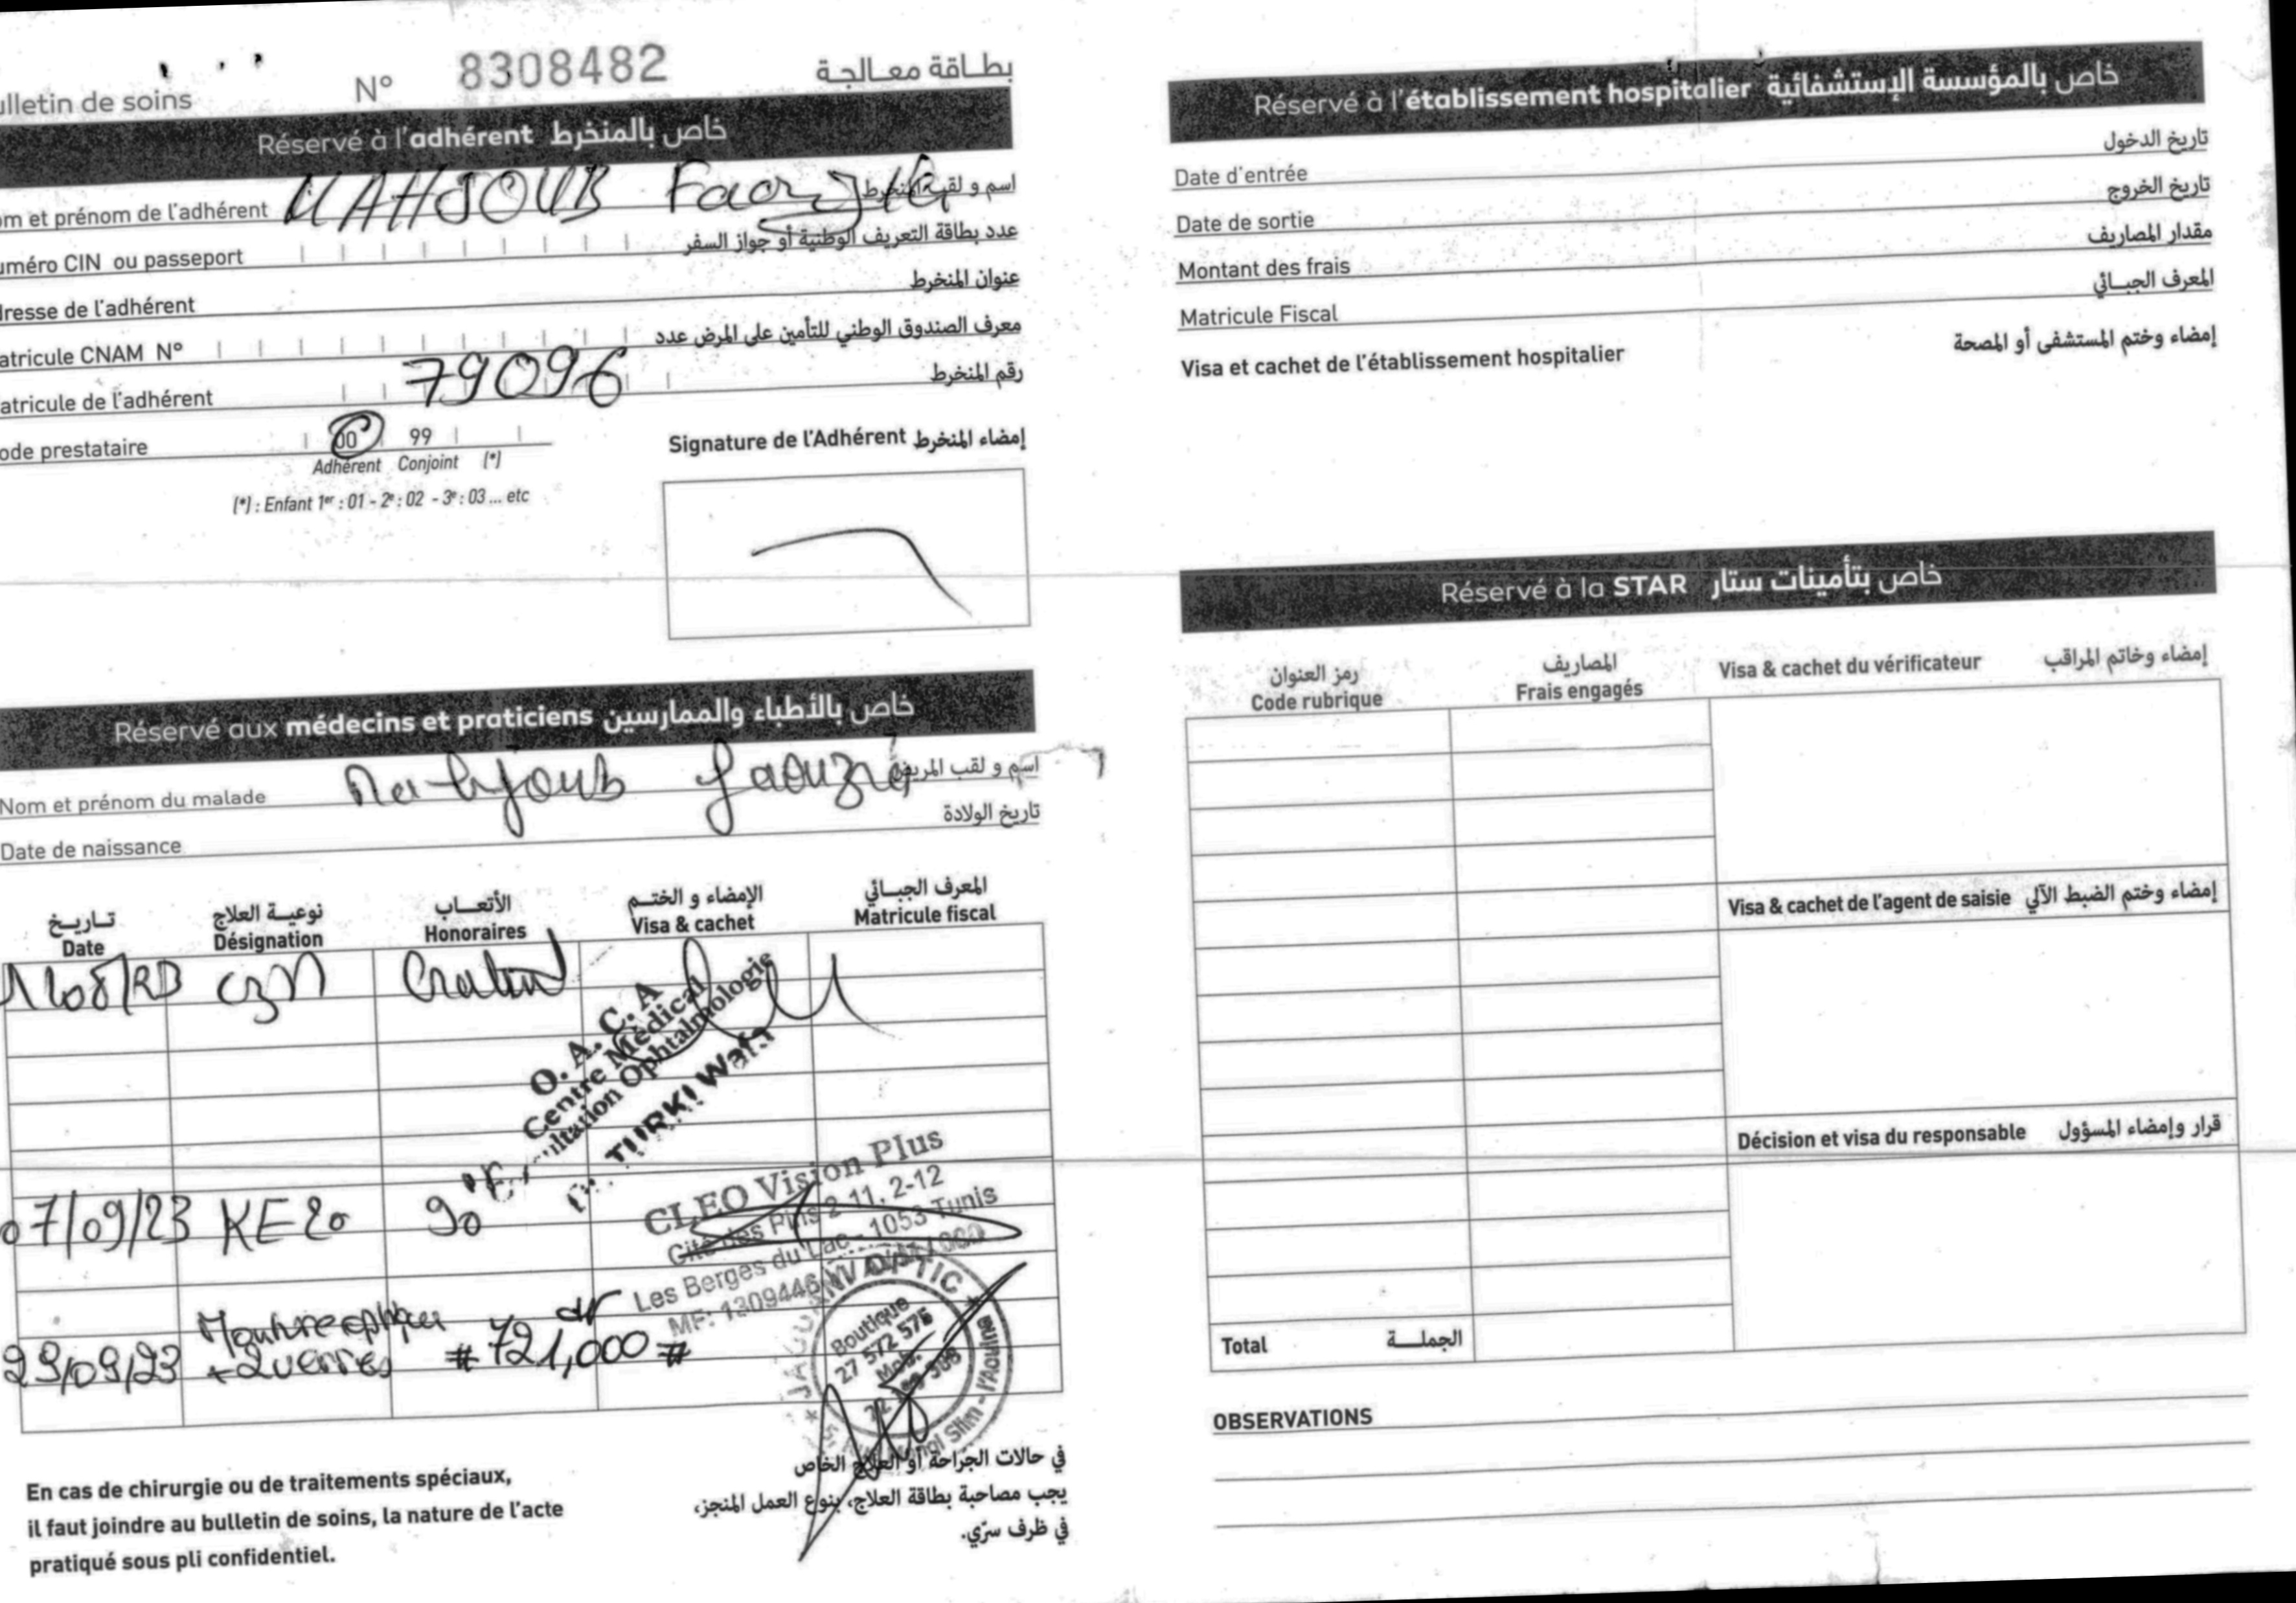 lletin de soins N° 8308482 بطاقة معالجة
Réservé à l'adhérent خاص بالمنخرط
om et prénom de l'adhérent MAHJOUB اسم و لقب المنخرط
uméro CIN ou passeport عدد بطاقة التعريف الوطنية أو جواز السفر
resse de l'adhérent عنوان المنخرط
atricule CNAM N° معرف الصندوق الوطني للتأمين على المرض عدد
atricule de l'adhérent 79096 رقم المنخرط
ode prestataire 00 99
Adhérent Conjoint (*)
(*) : Enfant 1er : 01 - 2e : 02 - 3e : 03 ... etc
Signature de l'Adhérent إمضاء المنخرط
Réservé aux médecins et praticiens خاص بالأطباء والممارسين
Nom et prénom du malade Mahjoub faouzia اسم و لقب المريض
Date de naissance تاريخ الولادة
تاريخ نوعية العلاج الأتعاب الإمضاء و الختم المعرف الجبائي
Date Désignation Honoraires Visa & cachet Matricule fiscal
O. A. C. A
Centre Médical
Ophtalmologie
TURKI Wafa
07/09/23 KE20 90
CLEO Vision Plus
Cité des Pins 2-11, 2-12
Les Berges du Lac - 1053 Tunis
MF: 1309446
29/09/23 Monture optique + 2 verres # 721,000 # dt
OPTIC
Boutique
27 572 575
Mob.
Mongi Slim - l'Aouina
En cas de chirurgie ou de traitements spéciaux,
il faut joindre au bulletin de soins, la nature de l'acte
pratiqué sous pli confidentiel.
في حالات الجراحة أو العلاج الخاص
يجب مصاحبة بطاقة العلاج، بنوع العمل المنجز،
في ظرف سرّي.
Réservé à l'établissement hospitalier خاص بالمؤسسة الإستشفائية
Date d'entrée تاريخ الدخول
Date de sortie تاريخ الخروج
Montant des frais مقدار المصاريف
Matricule Fiscal المعرف الجبائي
Visa et cachet de l'établissement hospitalier إمضاء وختم المستشفى أو المصحة
Réservé à la STAR خاص بتأمينات ستار
رمز العنوان المصاريف
Code rubrique Frais engagés Visa & cachet du vérificateur إمضاء وخاتم المراقب
Visa & cachet de l'agent de saisie إمضاء وختم الضبط الآلي
Décision et visa du responsable قرار وإمضاء المسؤول
Total الجملة
OBSERVATIONS